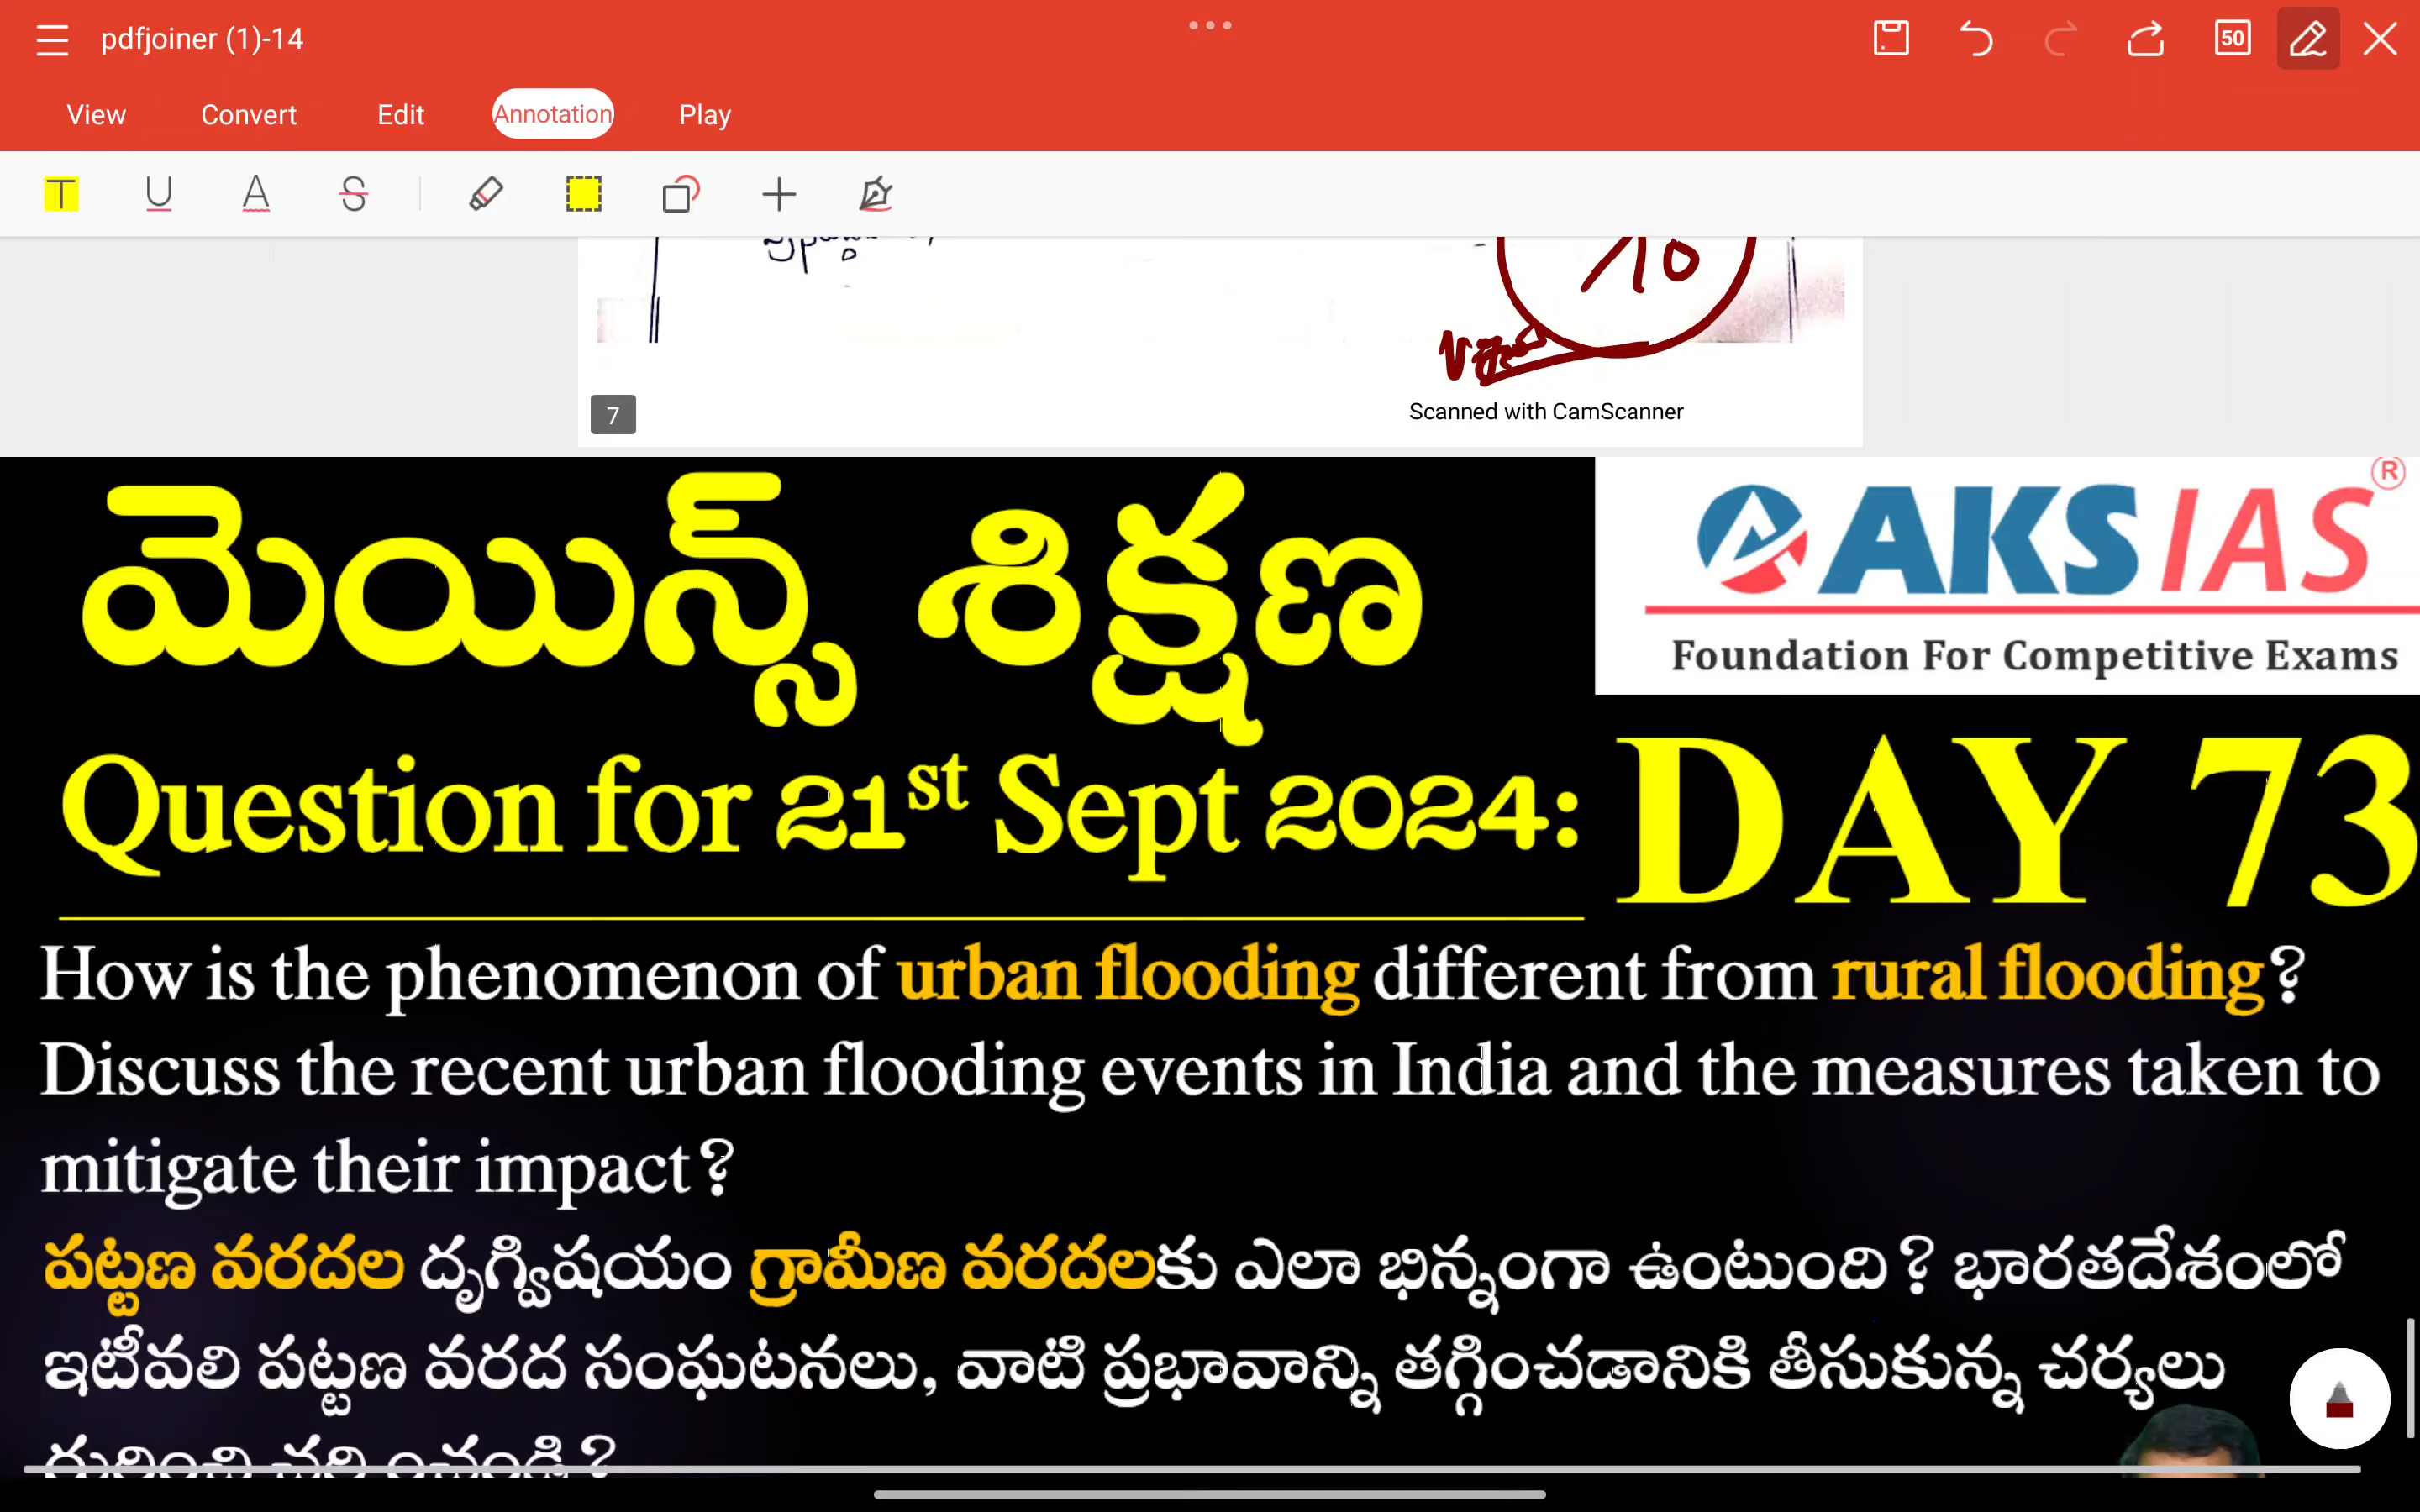 pdfjoiner (1)-14
50
View Convert Edit Annotation Play
10
7
Scanned with CamScanner
మెయిన్స్ శిక్షణ
AKS IAS ®
Foundation For Competitive Exams
Question for 21st Sept 2024: DAY 73
How is the phenomenon of urban flooding different from rural flooding?
Discuss the recent urban flooding events in India and the measures taken to
mitigate their impact?
పట్టణ వరదల దృగ్విషయం గ్రామీణ వరదలకు ఎలా భిన్నంగా ఉంటుంది? భారతదేశంలో
ఇటీవలి పట్టణ వరద సంఘటనలు, వాటి ప్రభావాన్ని తగ్గించడానికి తీసుకున్న చర్యలు
గురించి చర్చించండి?